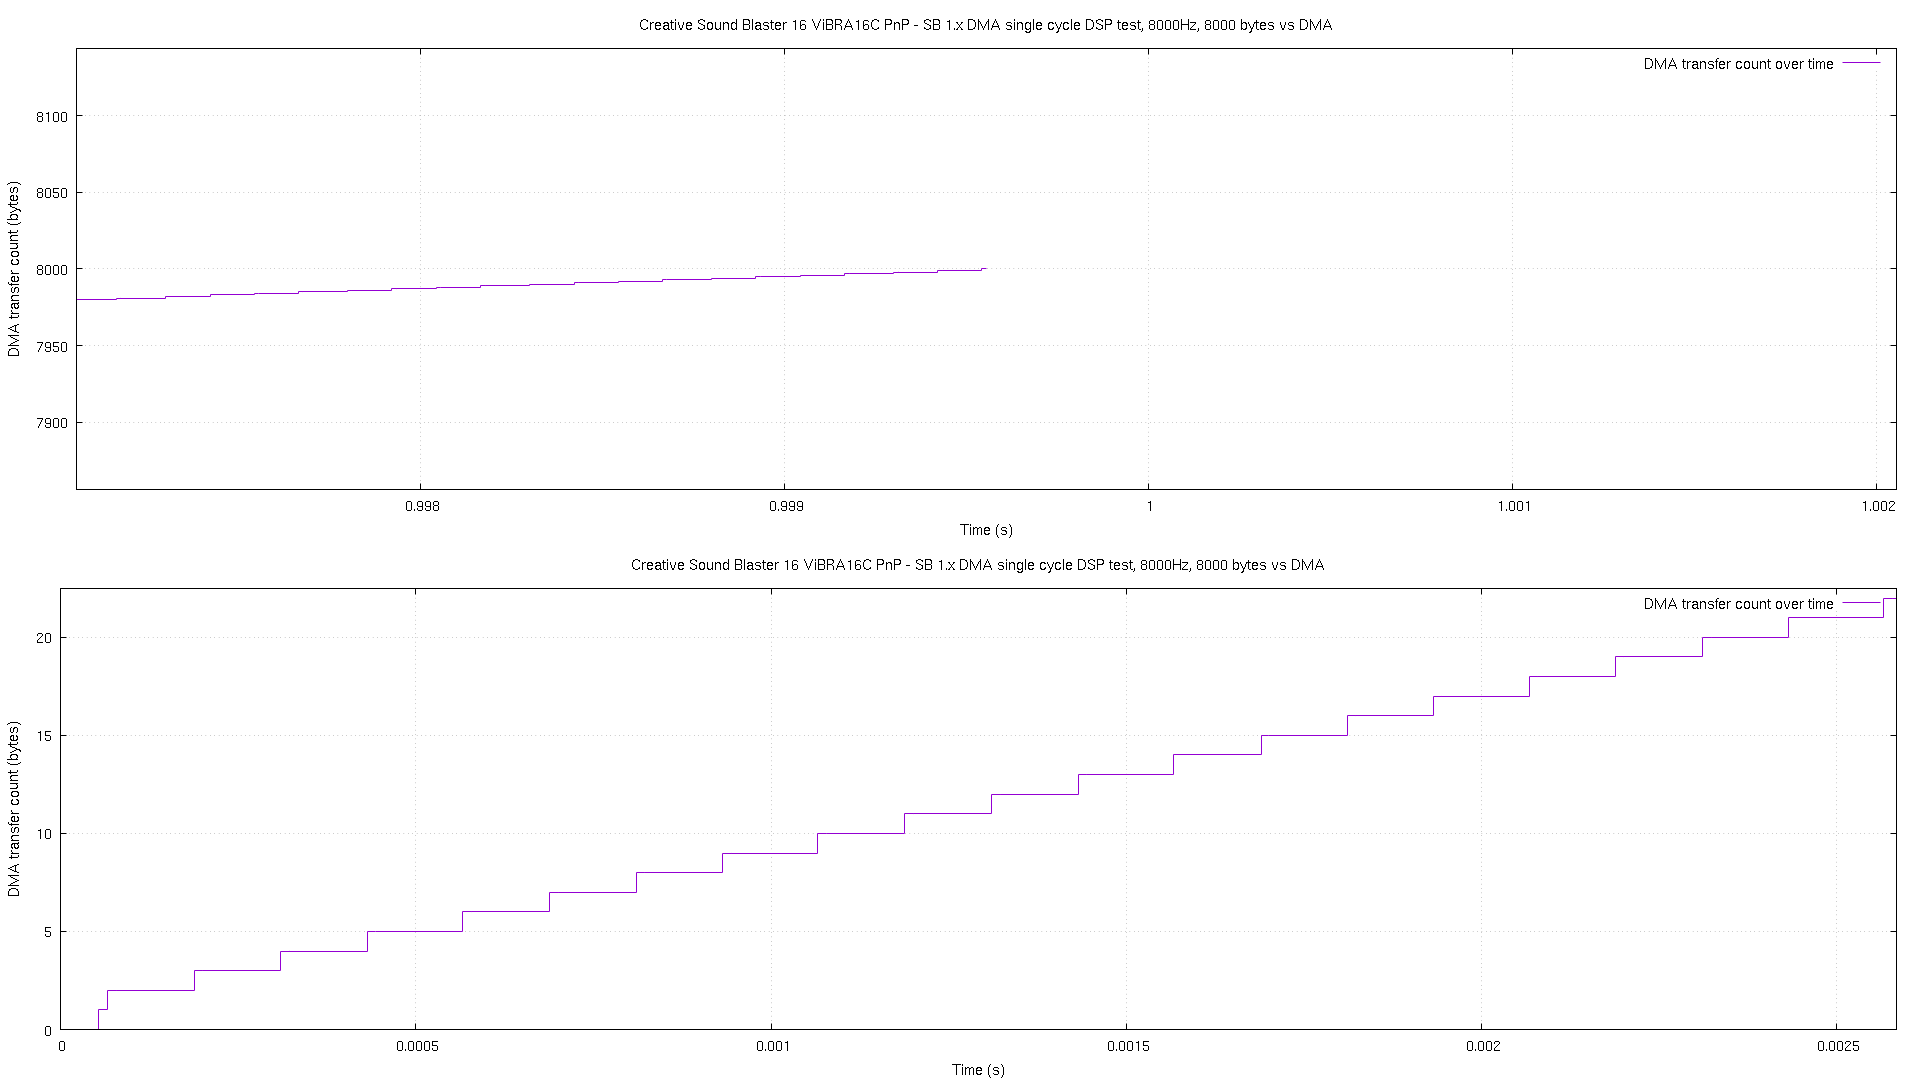 Creative Sound Blaster 16 ViBRA16C PnP - SB 1.x DMA single cycle DSP test, 8000Hz, 8000 bytes vs DMA
DMA transfer count over time
8100
8050
8000
7950
7900
DMA transfer count (bytes)
0.998 0.999 1 1.001 1.002
Time (s)
Creative Sound Blaster 16 ViBRA16C PnP - SB 1.x DMA single cycle DSP test, 8000Hz, 8000 bytes vs DMA
DMA transfer count over time
20
15
10
5
0
DMA transfer count (bytes)
0 0.0005 0.001 0.0015 0.002 0.0025
Time (s)